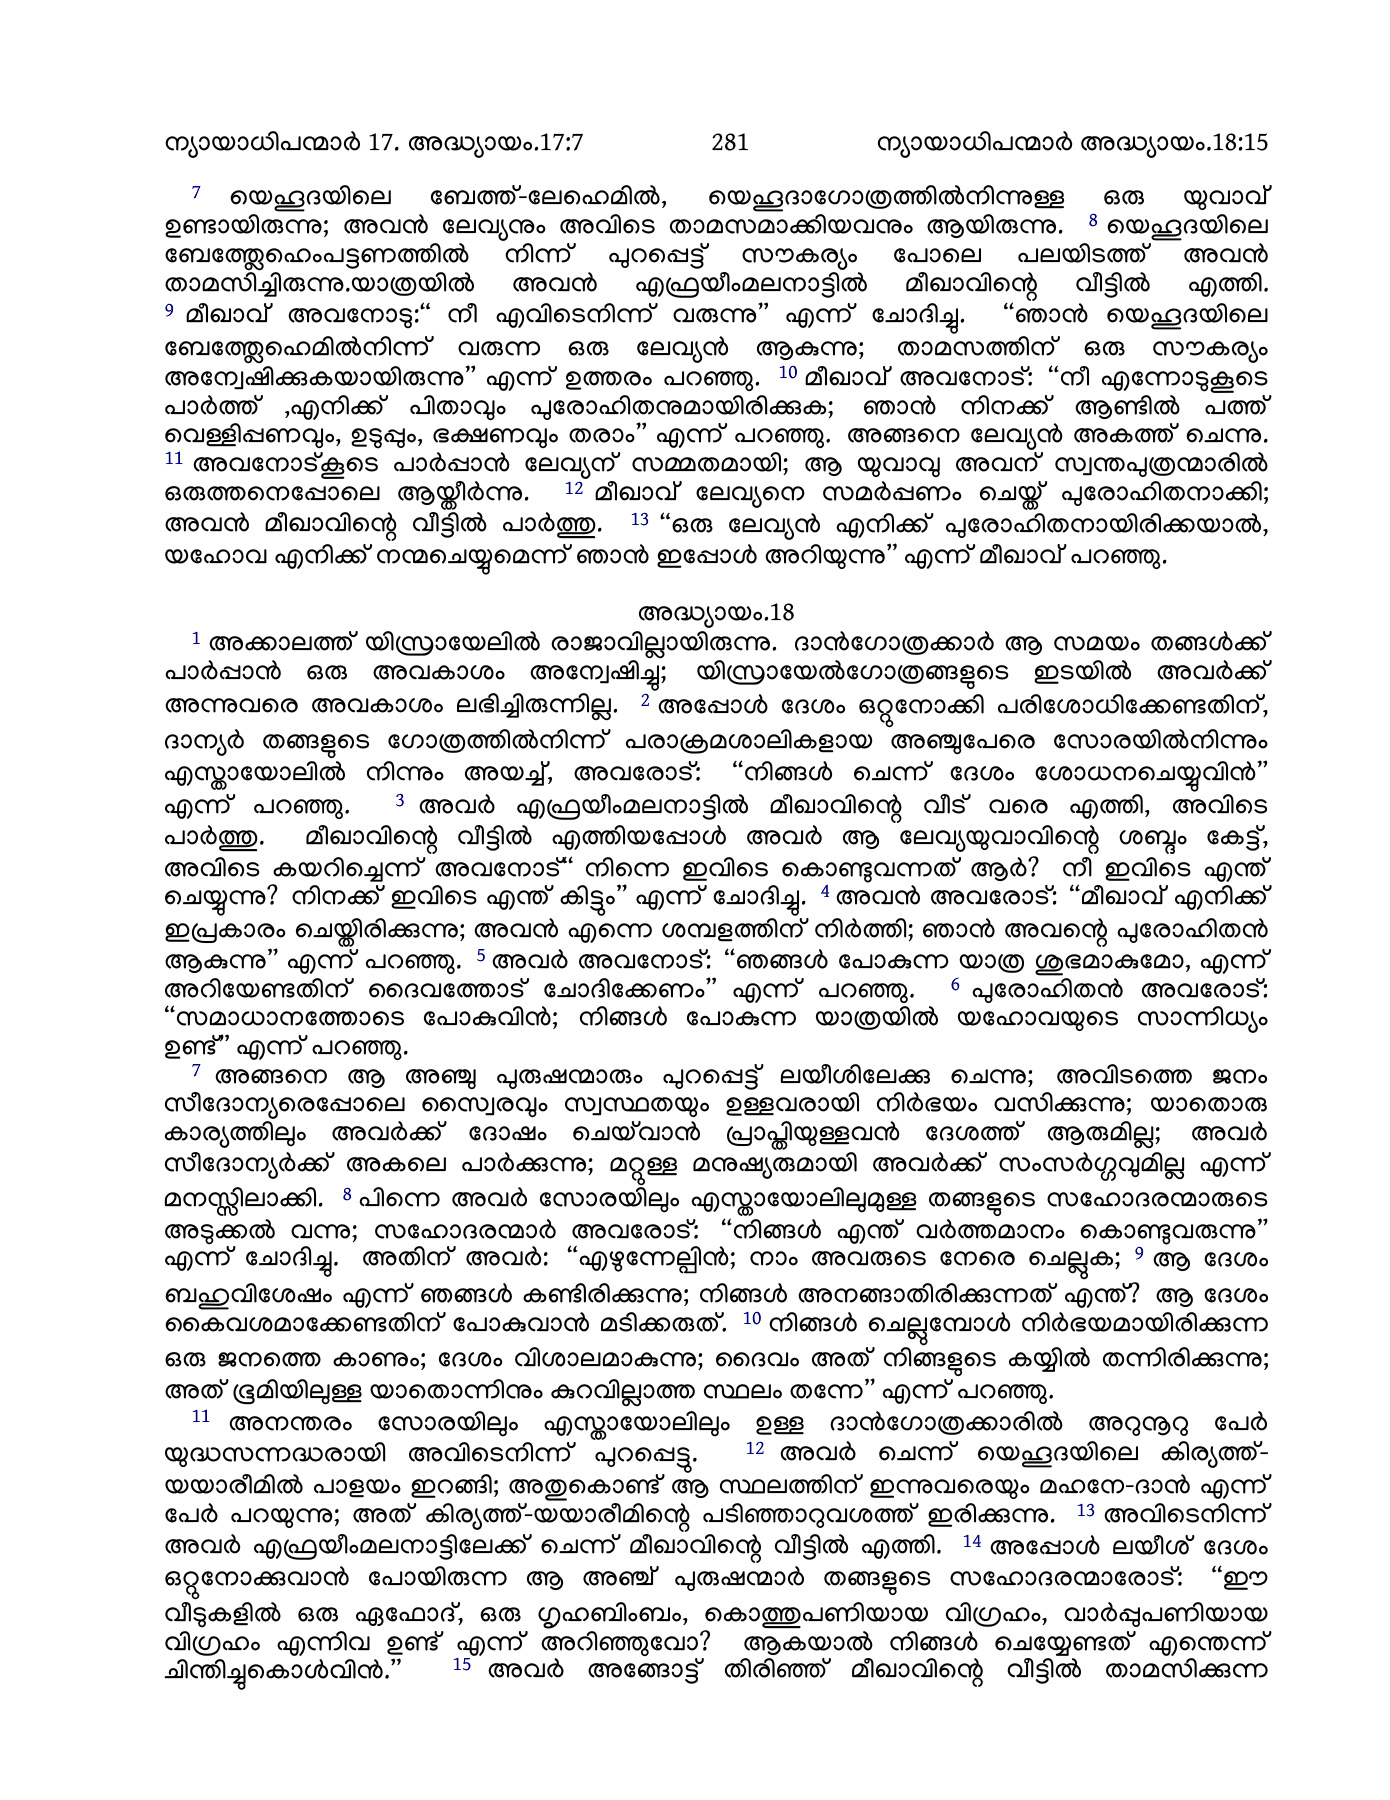 ന്യായാധിപന്മാർ 17. അദ്ധ്യായം.17:7 281 ന്യായാധിപന്മാർ അദ്ധ്യായം.18:15
7 യെഹൂദയിലെ ബേത്ത്-ലേഹെമിൽ, യെഹൂദാഗോത്രത്തിൽനിന്നുള്ള ഒരു യുവാവ്
ഉണ്ടായിരുന്നു; അവൻ ലേവ്യനും അവിടെ താമസമാക്കിയവനും ആയിരുന്നു. 8 യെഹൂദയിലെ
ബേത്ത്ലേഹെംപട്ടണത്തിൽ നിന്ന് പുറപ്പെട്ട് സൗകര്യം പോലെ പലയിടത്ത് അവൻ
താമസിച്ചിരുന്നു.യാത്രയിൽ അവൻ എഫ്രയീംമലനാട്ടിൽ മീഖാവിന്റെ വീട്ടിൽ എത്തി.
9 മീഖാവ് അവനോടു:“ നീ എവിടെനിന്ന് വരുന്നു” എന്ന് ചോദിച്ചു. “ഞാൻ യെഹൂദയിലെ
ബേത്ത്ലേഹെമിൽനിന്ന് വരുന്ന ഒരു ലേവ്യൻ ആകുന്നു; താമസത്തിന് ഒരു സൗകര്യം
അന്വേഷിക്കുകയായിരുന്നു” എന്ന് ഉത്തരം പറഞ്ഞു. 10 മീഖാവ് അവനോട്: “നീ എന്നോടുകൂടെ
പാർത്ത് ,എനിക്ക് പിതാവും പുരോഹിതനുമായിരിക്കുക; ഞാൻ നിനക്ക് ആണ്ടിൽ പത്ത്
വെള്ളിപ്പണവും, ഉടുപ്പും, ഭക്ഷണവും തരാം” എന്ന് പറഞ്ഞു. അങ്ങനെ ലേവ്യൻ അകത്ത് ചെന്നു.
11 അവനോട്കൂടെ പാർപ്പാൻ ലേവ്യന് സമ്മതമായി; ആ യുവാവു അവന് സ്വന്തപുത്രന്മാരിൽ
ഒരുത്തനെപ്പോലെ ആയ്ത്തീർന്നു. 12 മീഖാവ് ലേവ്യനെ സമർപ്പണം ചെയ്ത് പുരോഹിതനാക്കി;
അവൻ മീഖാവിന്റെ വീട്ടിൽ പാർത്തു. 13 “ഒരു ലേവ്യൻ എനിക്ക് പുരോഹിതനായിരിക്കയാൽ,
യഹോവ എനിക്ക് നന്മചെയ്യുമെന്ന് ഞാൻ ഇപ്പോൾ അറിയുന്നു” എന്ന് മീഖാവ് പറഞ്ഞു.
അദ്ധ്യായം.18
1 അക്കാലത്ത് യിസ്രായേലിൽ രാജാവില്ലായിരുന്നു. ദാൻഗോത്രക്കാർ ആ സമയം തങ്ങൾക്ക്
പാർപ്പാൻ ഒരു അവകാശം അന്വേഷിച്ചു; യിസ്രായേൽഗോത്രങ്ങളുടെ ഇടയിൽ അവർക്ക്
അന്നുവരെ അവകാശം ലഭിച്ചിരുന്നില്ല. 2 അപ്പോൾ ദേശം ഒറ്റുനോക്കി പരിശോധിക്കേണ്ടതിന്,
ദാന്യർ തങ്ങളുടെ ഗോത്രത്തിൽനിന്ന് പരാക്രമശാലികളായ അഞ്ചുപേരെ സോരയിൽനിന്നും
എസ്തായോലിൽ നിന്നും അയച്ച്, അവരോട്: “നിങ്ങൾ ചെന്ന് ദേശം ശോധനചെയ്യുവിൻ”
എന്ന് പറഞ്ഞു. 3 അവർ എഫ്രയീംമലനാട്ടിൽ മീഖാവിന്റെ വീട് വരെ എത്തി, അവിടെ
പാർത്തു. മീഖാവിന്റെ വീട്ടിൽ എത്തിയപ്പോൾ അവർ ആ ലേവ്യയുവാവിന്റെ ശബ്ദം കേട്ട്,
അവിടെ കയറിച്ചെന്ന് അവനോട്“ നിന്നെ ഇവിടെ കൊണ്ടുവന്നത് ആർ? നീ ഇവിടെ എന്ത്
ചെയ്യുന്നു? നിനക്ക് ഇവിടെ എന്ത് കിട്ടും” എന്ന് ചോദിച്ചു. 4 അവൻ അവരോട്: “മീഖാവ് എനിക്ക്
ഇപ്രകാരം ചെയ്തിരിക്കുന്നു; അവൻ എന്നെ ശമ്പളത്തിന് നിർത്തി; ഞാൻ അവന്റെ പുരോഹിതൻ
ആകുന്നു” എന്ന് പറഞ്ഞു. 5 അവർ അവനോട്: “ഞങ്ങൾ പോകുന്ന യാത്ര ശുഭമാകുമോ, എന്ന്
അറിയേണ്ടതിന് ദൈവത്തോട് ചോദിക്കേണം” എന്ന് പറഞ്ഞു. 6 പുരോഹിതൻ അവരോട്:
“സമാധാനത്തോടെ പോകുവിൻ; നിങ്ങൾ പോകുന്ന യാത്രയിൽ യഹോവയുടെ സാന്നിധ്യം
ഉണ്ട്” എന്ന് പറഞ്ഞു.
7 അങ്ങനെ ആ അഞ്ചു പുരുഷന്മാരും പുറപ്പെട്ട് ലയീശിലേക്കു ചെന്നു; അവിടത്തെ ജനം
സീദോന്യരെപ്പോലെ സ്വൈരവും സ്വസ്ഥതയും ഉള്ളവരായി നിർഭയം വസിക്കുന്നു; യാതൊരു
കാര്യത്തിലും അവർക്ക് ദോഷം ചെയ്‌വാൻ പ്രാപ്തിയുള്ളവൻ ദേശത്ത് ആരുമില്ല; അവർ
സീദോന്യർക്ക് അകലെ പാർക്കുന്നു; മറ്റുള്ള മനുഷ്യരുമായി അവർക്ക് സംസർഗ്ഗവുമില്ല എന്ന്
മനസ്സിലാക്കി. 8 പിന്നെ അവർ സോരയിലും എസ്തായോലിലുമുള്ള തങ്ങളുടെ സഹോദരന്മാരുടെ
അടുക്കൽ വന്നു; സഹോദരന്മാർ അവരോട്: “നിങ്ങൾ എന്ത് വർത്തമാനം കൊണ്ടുവരുന്നു”
എന്ന് ചോദിച്ചു. അതിന് അവർ: “എഴുന്നേല്പിൻ; നാം അവരുടെ നേരെ ചെല്ലുക; 9 ആ ദേശം
ബഹുവിശേഷം എന്ന് ഞങ്ങൾ കണ്ടിരിക്കുന്നു; നിങ്ങൾ അനങ്ങാതിരിക്കുന്നത് എന്ത്? ആ ദേശം
കൈവശമാക്കേണ്ടതിന് പോകുവാൻ മടിക്കരുത്. 10 നിങ്ങൾ ചെല്ലുമ്പോൾ നിർഭയമായിരിക്കുന്ന
ഒരു ജനത്തെ കാണും; ദേശം വിശാലമാകുന്നു; ദൈവം അത് നിങ്ങളുടെ കയ്യിൽ തന്നിരിക്കുന്നു;
അത് ഭൂമിയിലുള്ള യാതൊന്നിനും കുറവില്ലാത്ത സ്ഥലം തന്നേ” എന്ന് പറഞ്ഞു.
11 അനന്തരം സോരയിലും എസ്തായോലിലും ഉള്ള ദാൻഗോത്രക്കാരിൽ അറുനൂറു പേർ
യുദ്ധസന്നദ്ധരായി അവിടെനിന്ന് പുറപ്പെട്ടു. 12 അവർ ചെന്ന് യെഹൂദയിലെ കിര്യത്ത്-
യയാരീമിൽ പാളയം ഇറങ്ങി; അതുകൊണ്ട് ആ സ്ഥലത്തിന് ഇന്നുവരെയും മഹനേ-ദാൻ എന്ന്
പേർ പറയുന്നു; അത് കിര്യത്ത്-യയാരീമിന്റെ പടിഞ്ഞാറുവശത്ത് ഇരിക്കുന്നു. 13 അവിടെനിന്ന്
അവർ എഫ്രയീംമലനാട്ടിലേക്ക് ചെന്ന് മീഖാവിന്റെ വീട്ടിൽ എത്തി. 14 അപ്പോൾ ലയീശ് ദേശം
ഒറ്റുനോക്കുവാൻ പോയിരുന്ന ആ അഞ്ച് പുരുഷന്മാർ തങ്ങളുടെ സഹോദരന്മാരോട്: “ഈ
വീടുകളിൽ ഒരു ഏഫോദ്, ഒരു ഗൃഹബിംബം, കൊത്തുപണിയായ വിഗ്രഹം, വാർപ്പുപണിയായ
വിഗ്രഹം എന്നിവ ഉണ്ട് എന്ന് അറിഞ്ഞുവോ? ആകയാൽ നിങ്ങൾ ചെയ്യേണ്ടത് എന്തെന്ന്
ചിന്തിച്ചുകൊൾവിൻ.” 15 അവർ അങ്ങോട്ട് തിരിഞ്ഞ് മീഖാവിന്റെ വീട്ടിൽ താമസിക്കുന്ന